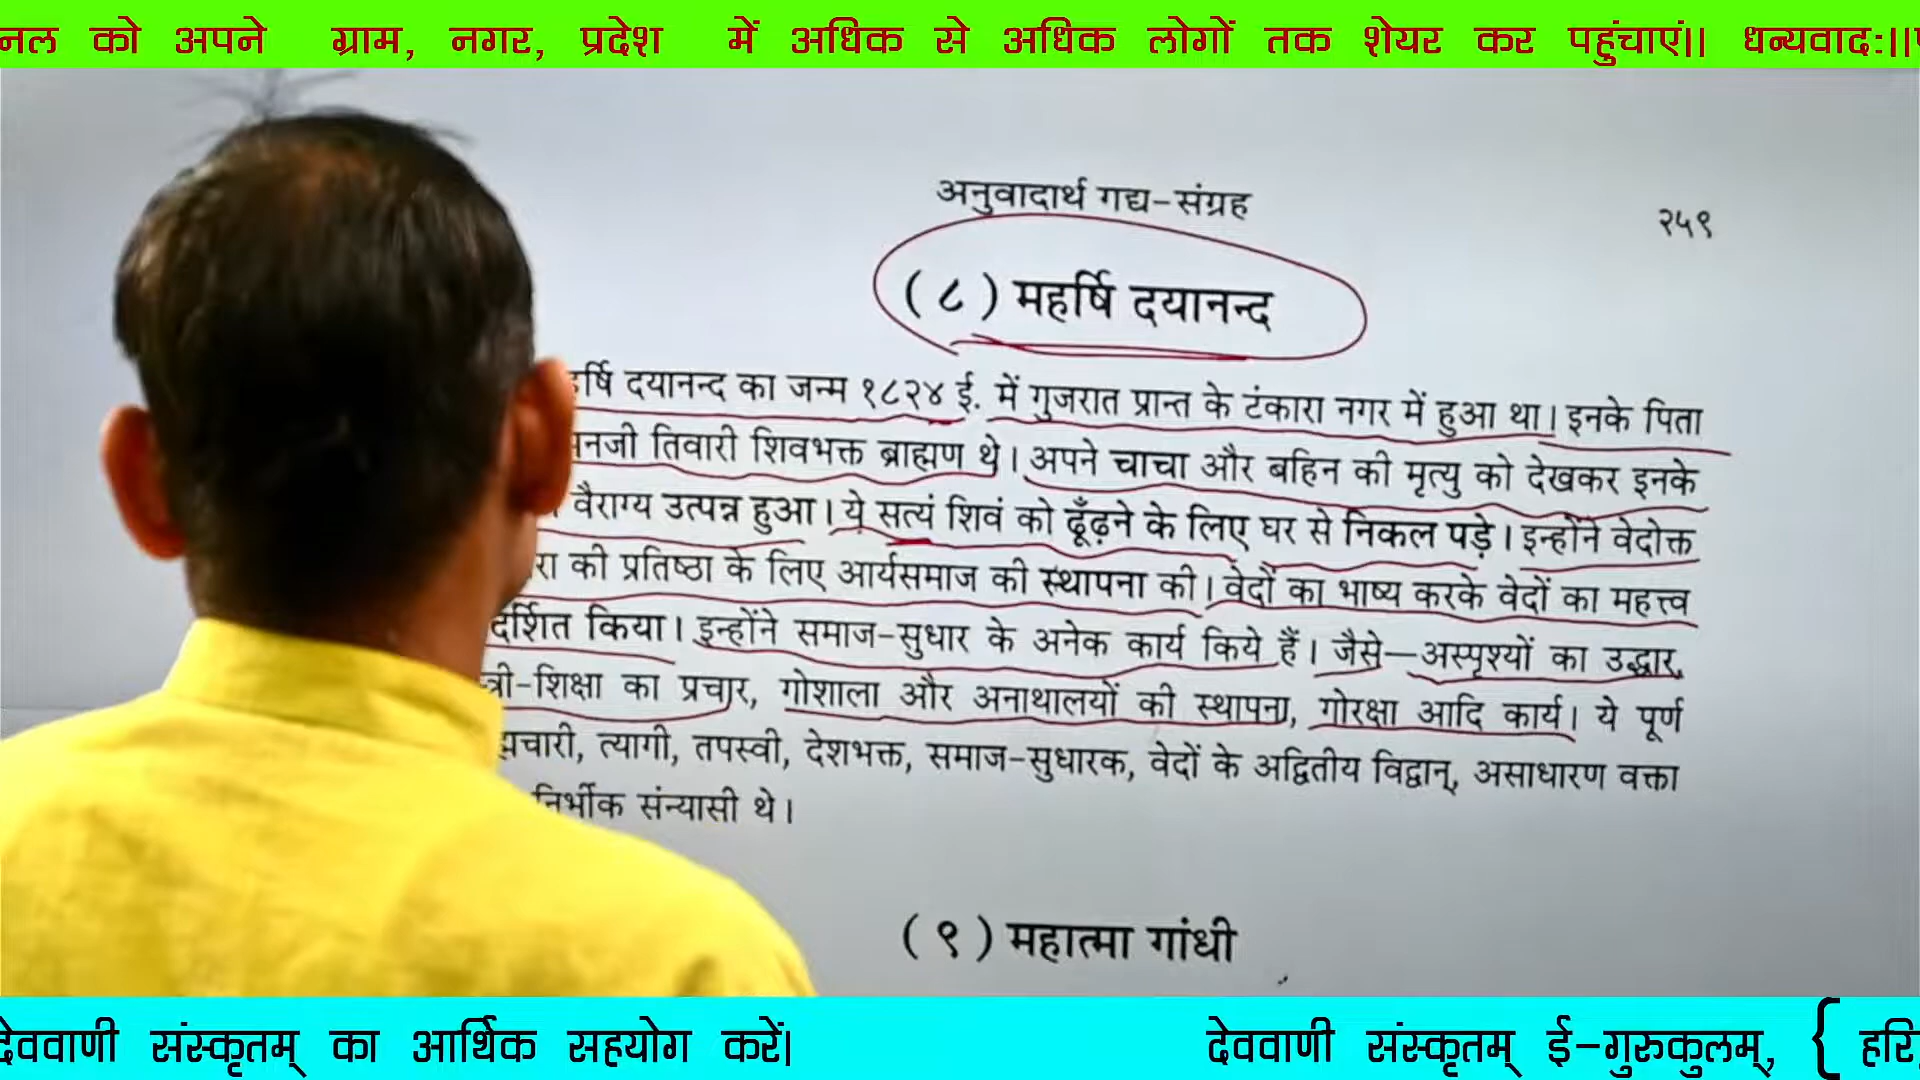 को अपने ग्राम, नगर, प्रदेश में अधिक से अधिक लोगों तक शेयर कर पहुंचाएं।। धन्यवादः।।
अनुवादार्थ गद्य-संग्रह
२५९
(८) महर्षि दयानन्द
दयानन्द का जन्म १८२४ ई. में गुजरात प्रान्त के टंकारा नगर में हुआ था। इनके पिता
तिवारी शिवभक्त ब्राह्मण थे। अपने चाचा और बहिन की मृत्यु को देखकर इनके
वैराग्य उत्पन्न हुआ। ये सत्यं शिवं को ढूँढ़ने के लिए घर से निकल पड़े। इन्होंने वेदोक्त
की प्रतिष्ठा के लिए आर्यसमाज की स्थापना की। वेदों का भाष्य करके वेदों का महत्त्व
किया। इन्होंने समाज-सुधार के अनेक कार्य किये हैं। जैसे—अस्पृश्यों का उद्धार,
शिक्षा का प्रचार, गोशाला और अनाथालयों की स्थापना, गोरक्षा आदि कार्य। ये पूर्ण
त्यागी, तपस्वी, देशभक्त, समाज-सुधारक, वेदों के अद्वितीय विद्वान्, असाधारण वक्ता
निर्भीक संन्यासी थे।
(९) महात्मा गांधी
देववाणी संस्कृतम् का आर्थिक सहयोग करें। देववाणी संस्कृतम् ई-गुरुकुलम्, {